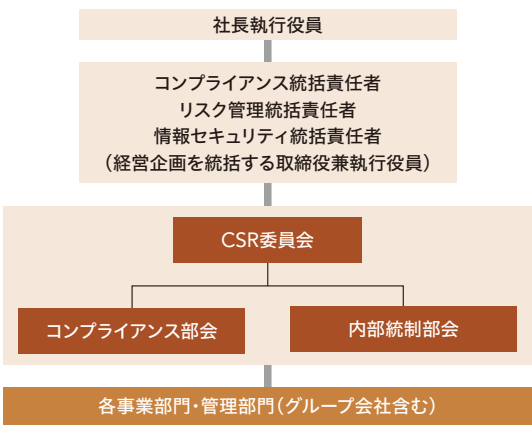 社長執行役員
コンプライアンス統括責任者
リスク管理統括責任者
情報セキュリティ統括責任者
（経営企画を統括する取締役兼執行役員）
CSR委員会
コンプライアンス部会
内部統制部会
各事業部門・管理部門（グループ会社含む）